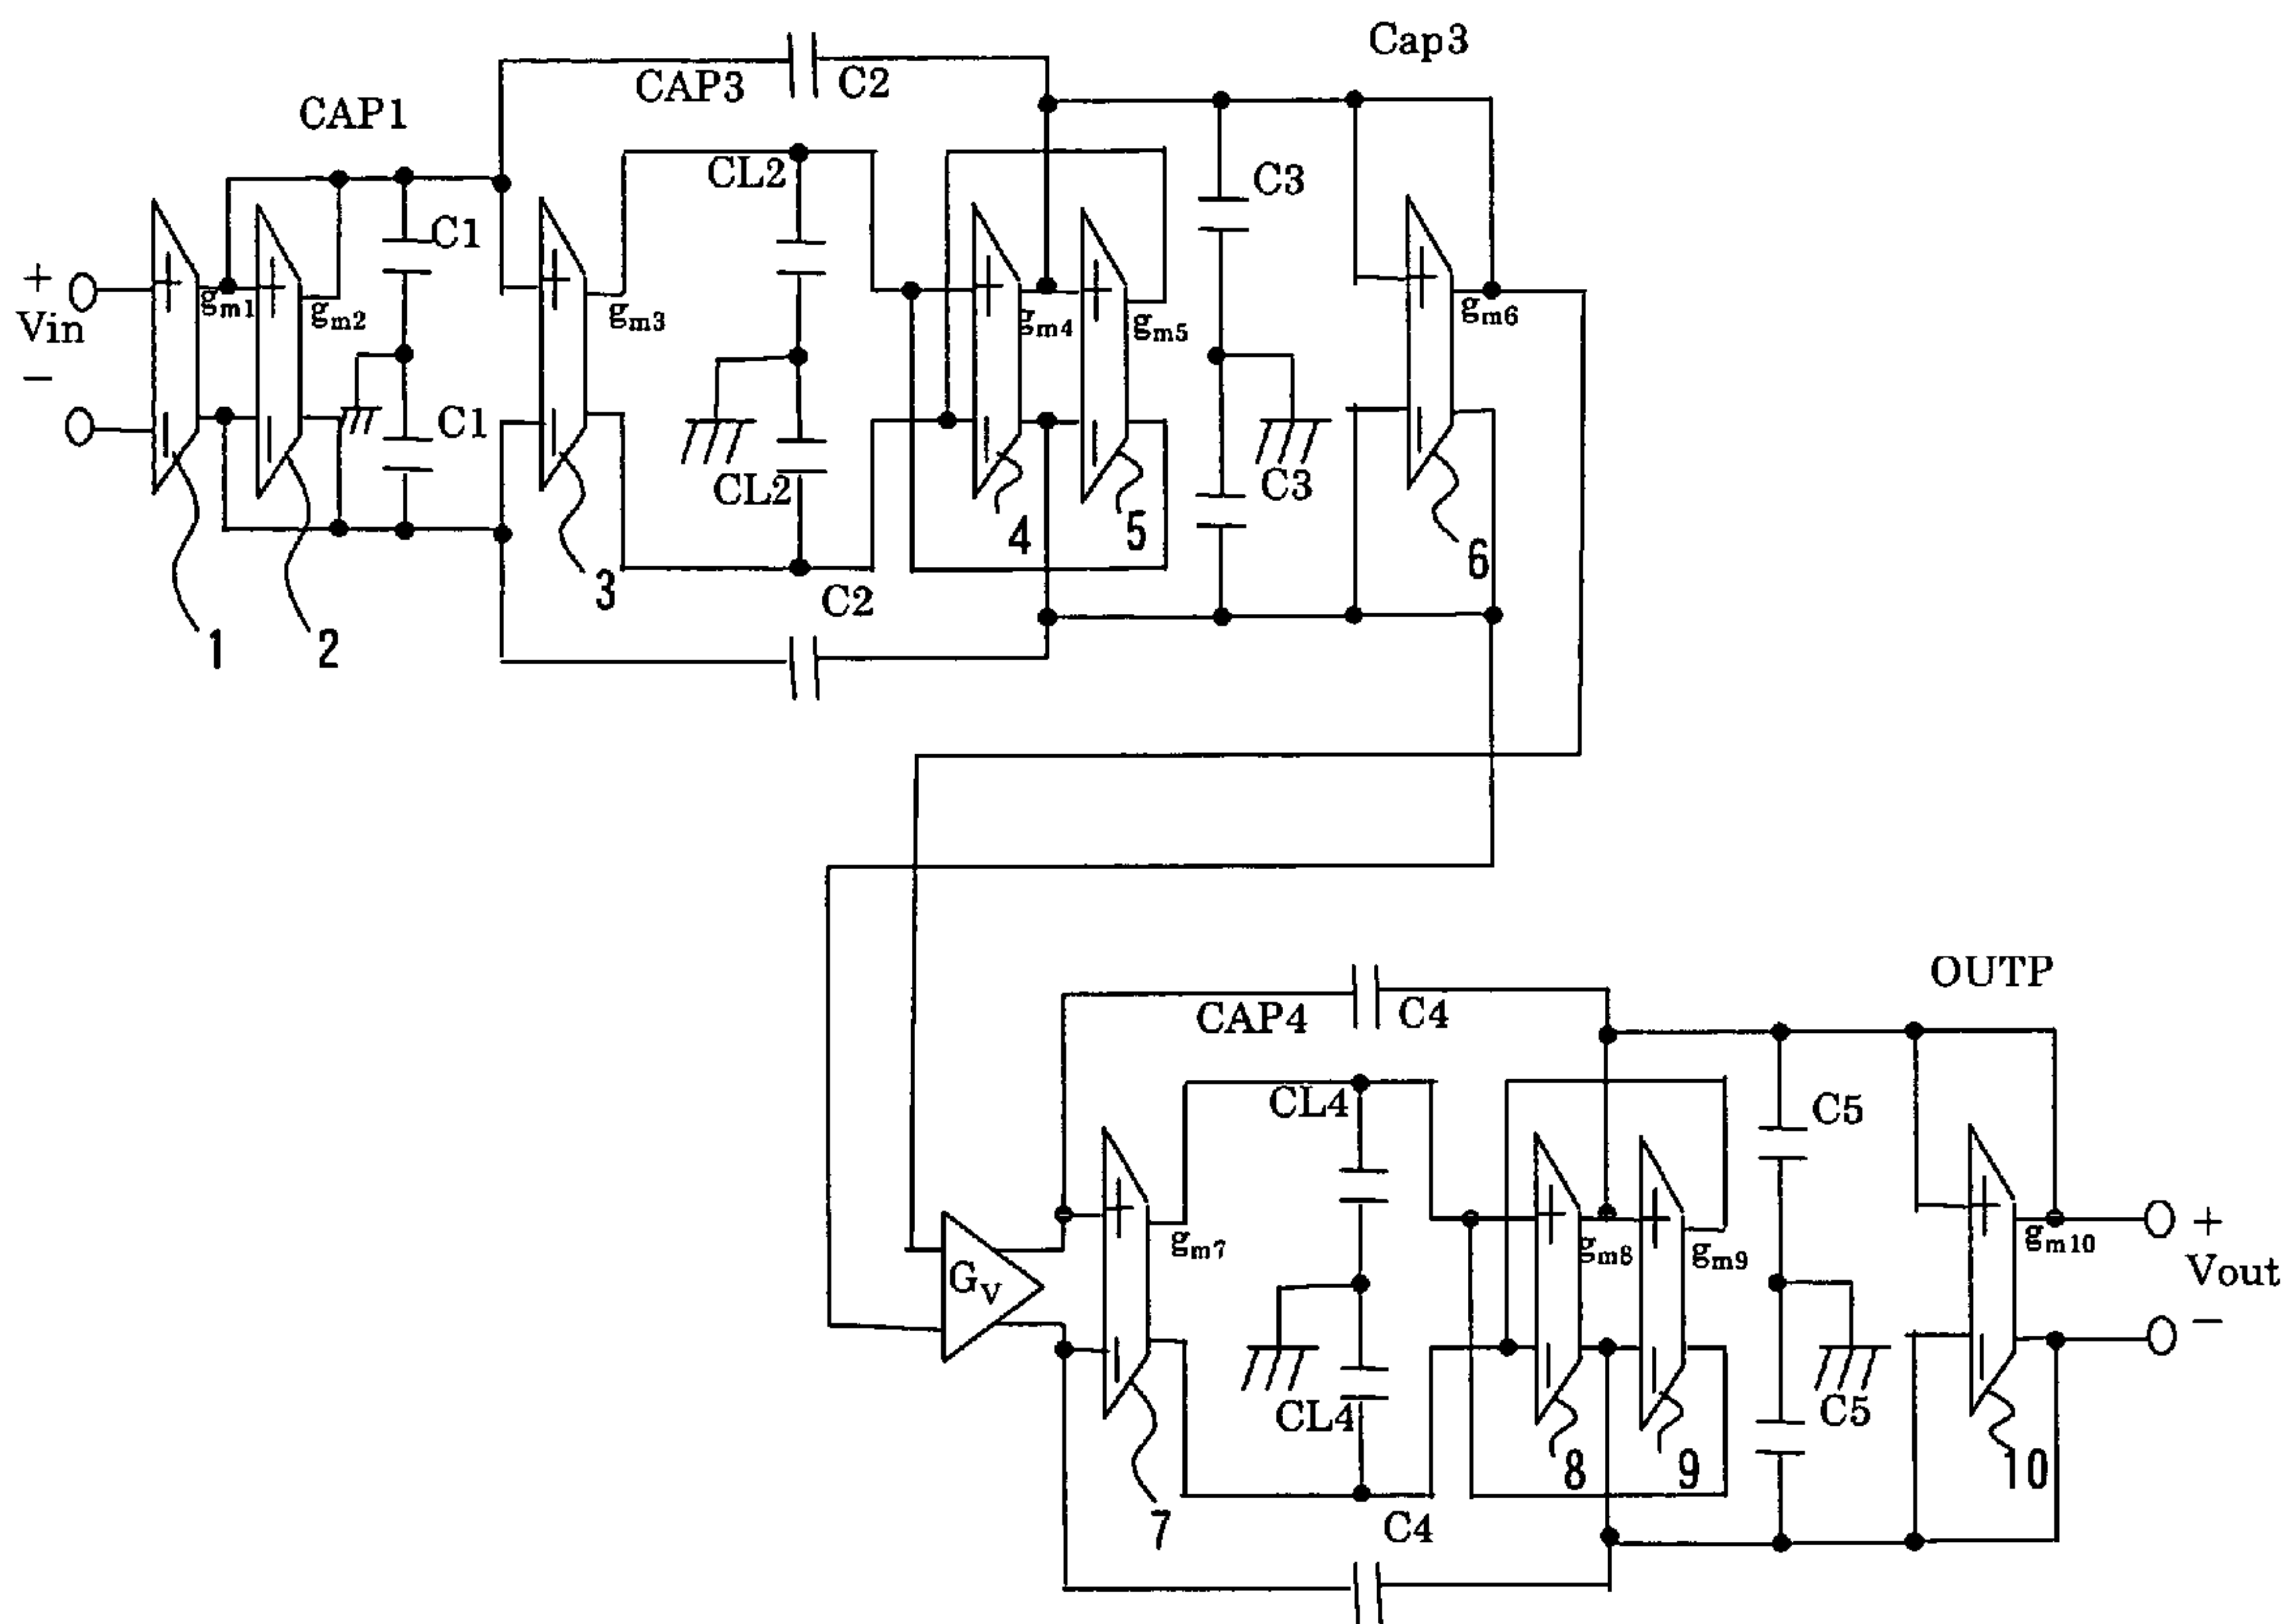 Cap3
CAP3
C2
CAP1
CL2
C3
C1
+
Vin
−
+
+
+
+
+
+
gm1
gm2
gm3
gm4
gm5
gm6
−
−
−
−
−
−
C1
CL2
C3
4
5
6
3
C2
1
2
OUTP
CAP4
C4
CL4
C5
+
+
+
+
+
Vout
−
gm7
gm8
gm9
gm10
Gv
−
−
−
−
CL4
C5
8
9
10
7
C4